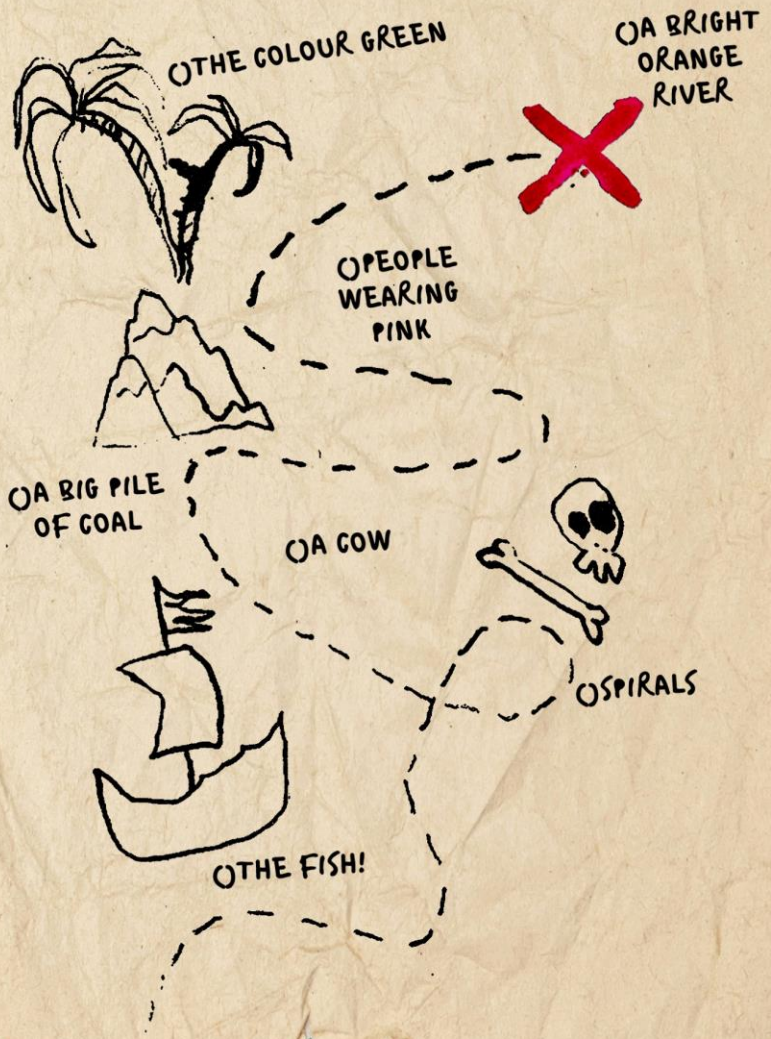 THE COLOUR GREEN
A BRIGHT
ORANGE
RIVER
PEOPLE
WEARING
PINK
A BIG PILE
OF COAL
A COW
SPIRALS
THE FISH!